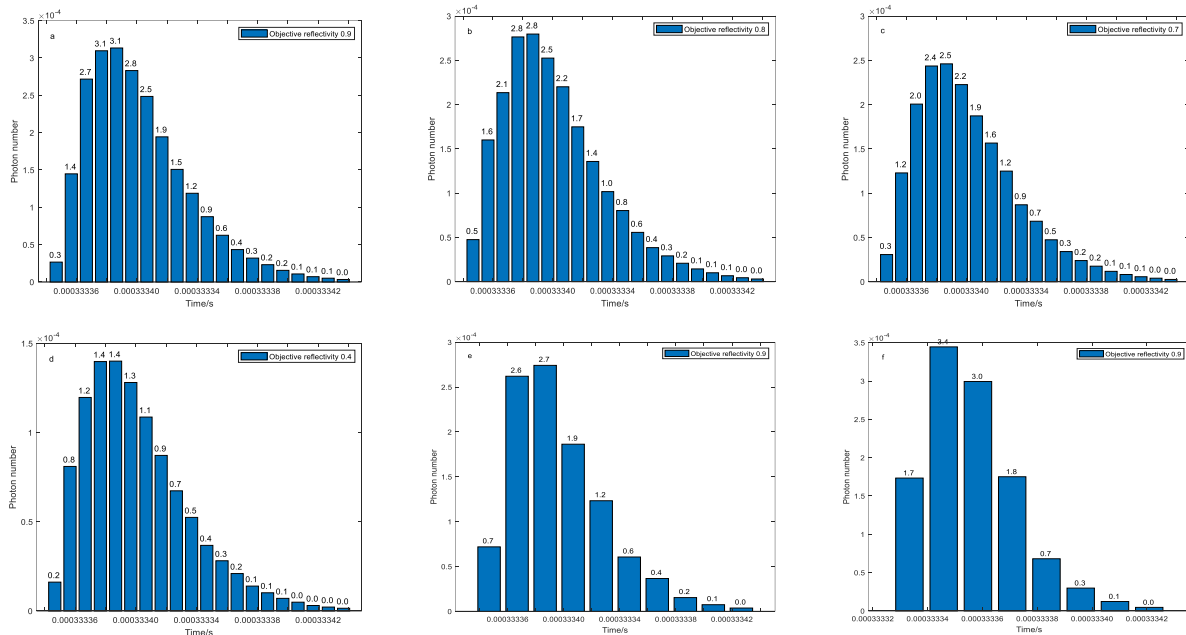 ×10⁻⁴
a
Objective reflectivity 0.9
Photon number
3.5
3
2.5
2
1.5
1
0.5
0
0.3 1.4 2.7 3.1 3.1 2.8 2.5 1.9 1.5 1.2 0.9 0.6 0.4 0.3 0.2 0.2 0.1 0.1 0.1 0.0
0.00033336 0.00033340 0.00033334 0.00033338 0.00033342
Time/s
×10⁻⁴
b
Objective reflectivity 0.8
Photon number
3
2.5
2
1.5
1
0.5
0
0.5 1.6 2.1 2.8 2.8 2.5 2.2 1.7 1.4 1.0 0.8 0.6 0.4 0.3 0.2 0.1 0.1 0.1 0.0 0.0
0.00033336 0.00033340 0.00033334 0.00033338 0.00033342
Time/s
×10⁻⁴
c
Objective reflectivity 0.7
Photon number
3
2.5
2
1.5
1
0.5
0
0.3 1.2 2.0 2.4 2.5 2.2 1.9 1.6 1.2 0.9 0.7 0.5 0.3 0.2 0.2 0.1 0.1 0.1 0.0 0.0
0.00033336 0.00033340 0.00033334 0.00033338 0.00033342
Time/s
×10⁻⁴
d
Objective reflectivity 0.4
Photon number
1.5
1
0.5
0
0.2 0.8 1.2 1.4 1.4 1.3 1.1 0.9 0.7 0.5 0.4 0.3 0.2 0.1 0.1 0.1 0.0 0.0 0.0 0.0
0.00033336 0.00033340 0.00033334 0.00033338 0.00033342
Time/s
×10⁻⁴
e
Objective reflectivity 0.9
Photon number
3
2.5
2
1.5
1
0.5
0
0.7 2.6 2.7 1.9 1.2 0.6 0.4 0.2 0.1 0.0
0.00033336 0.00033340 0.00033334 0.00033338 0.00033342
Time/s
×10⁻⁴
f
Objective reflectivity 0.9
Photon number
3.5
3
2.5
2
1.5
1
0.5
0
1.7 3.4 3.0 1.8 0.7 0.3 0.1 0.0
0.00033332 0.00033334 0.00033336 0.00033338 0.00033340 0.00033342
Time/s